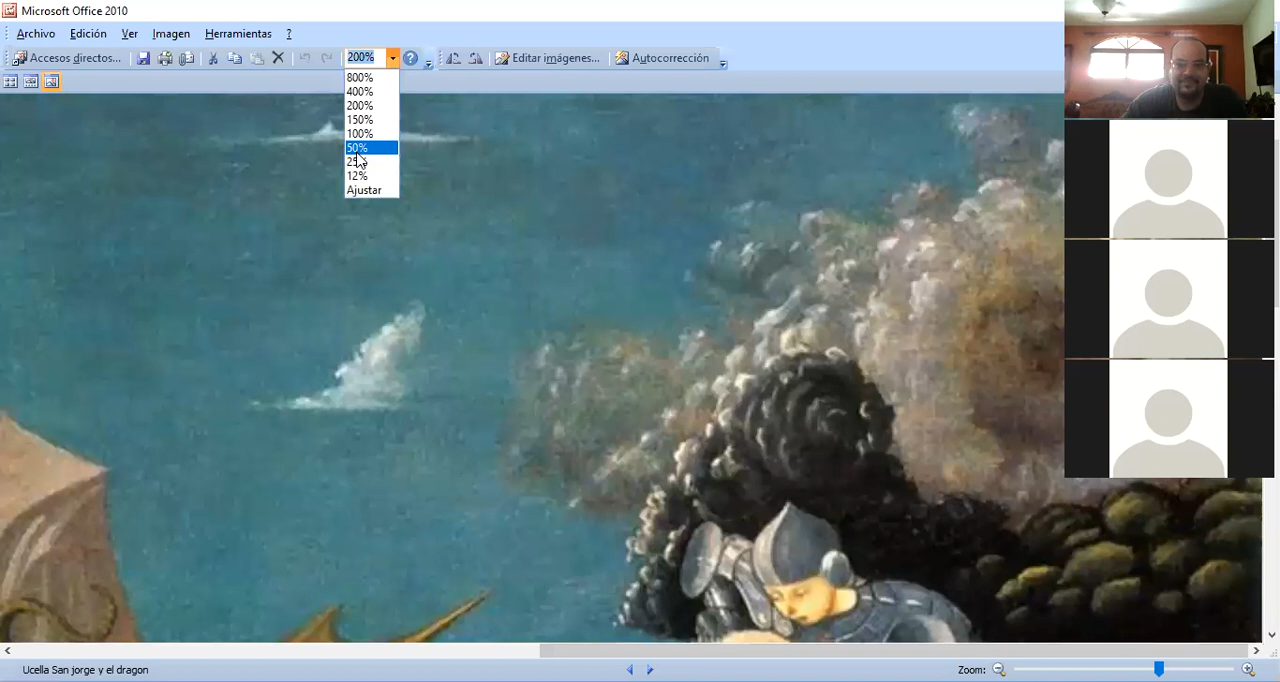 Microsoft Office 2010
Archivo Edición Ver Imagen Herramientas ?
Accesos directos... 200% Editar imágenes... Autocorrección
800%
400%
200%
150%
100%
50%
25%
12%
Ajustar
Ucella San jorge y el dragon Zoom: